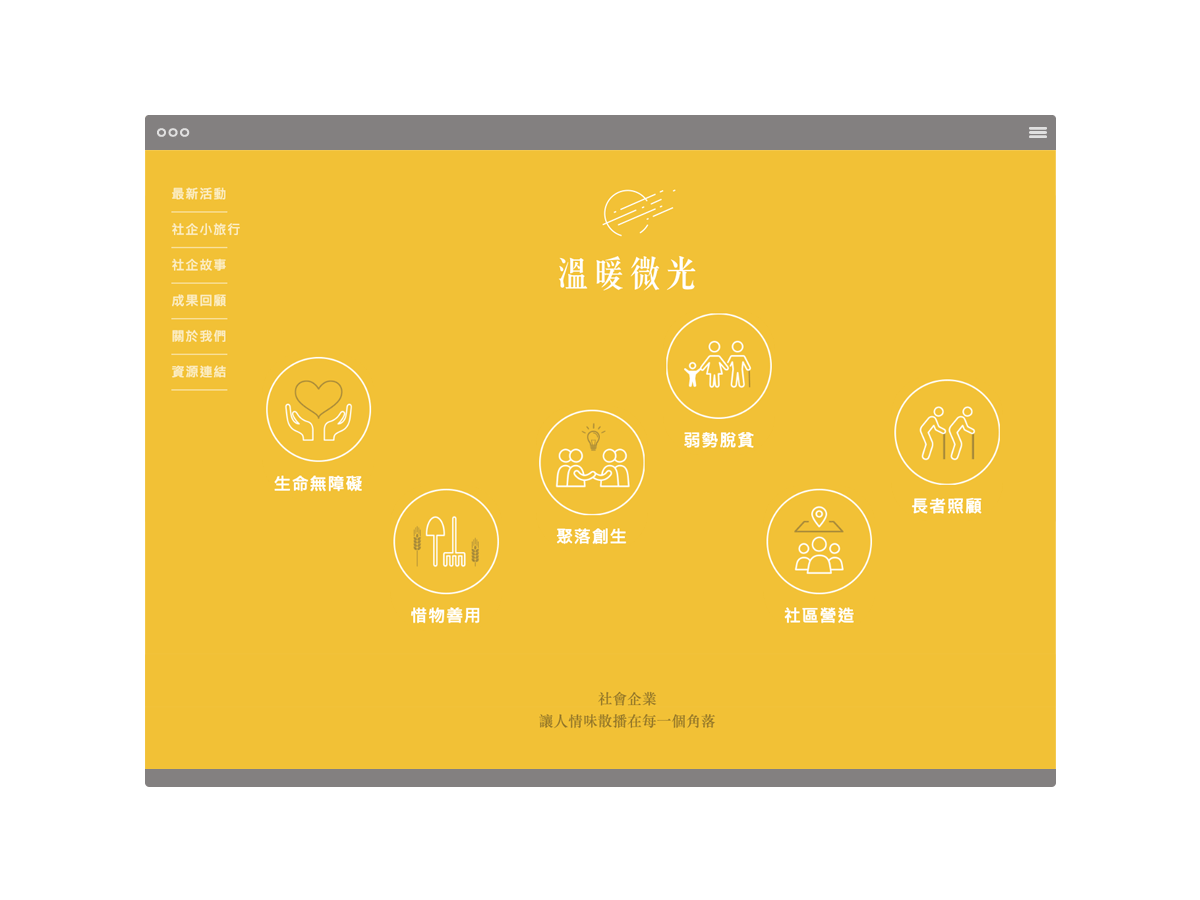 最新活動
社企小旅行
社企故事
成果回顧
關於我們
資源連結
溫暖微光
生命無障礙
惜物善用
聚落創生
弱勢脫貧
社區營造
長者照顧
社會企業
讓人情味散播在每一個角落